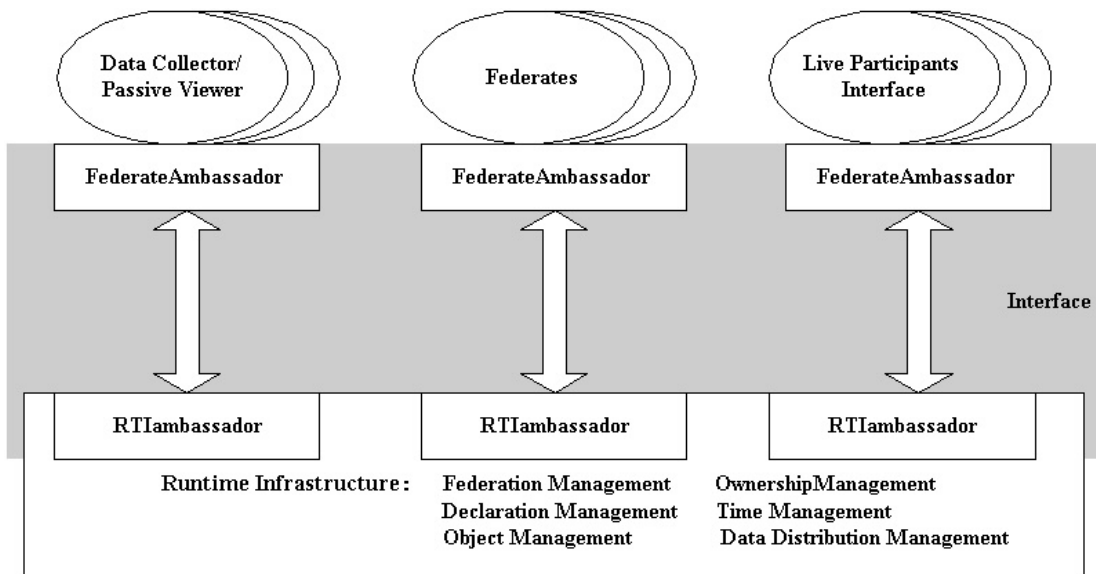 Data Collector/
Passive Viewer
Federates
Live Participants
Interface
FederateAmbassador
FederateAmbassador
FederateAmbassador
Interface
RTIambassador
RTIambassador
RTIambassador
Runtime Infrastructure:
Federation Management
OwnershipManagement
Declaration Management
Time Management
Object Management
Data Distribution Management